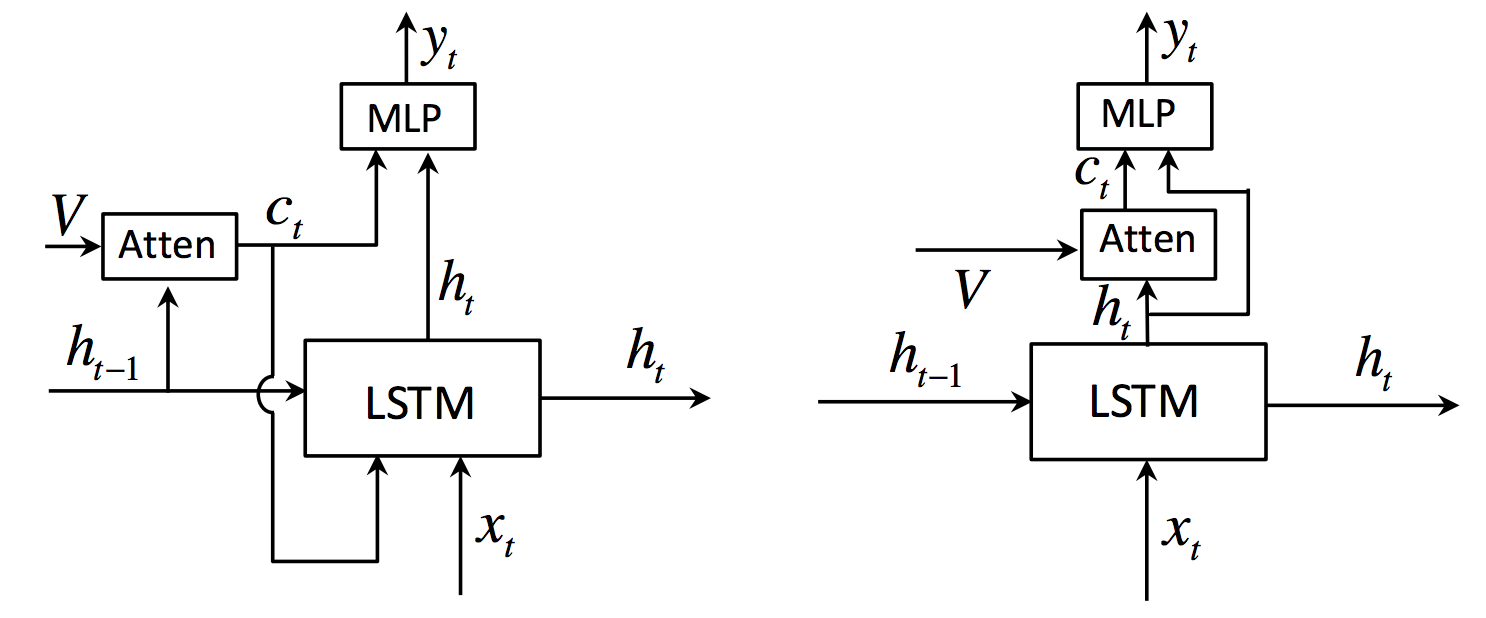 y_t
MLP
V
Atten
c_t
h_t
h_{t-1}
LSTM
h_t
x_t
y_t
MLP
c_t
Atten
V
h_t
h_{t-1}
LSTM
h_t
x_t